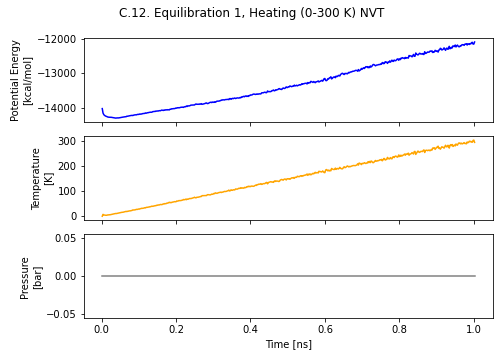 C.12. Equilibration 1, Heating (0-300 K) NVT
Potential Energy
[kcal/mol]
−12000
−13000
−14000
Temperature
[K]
300
200
100
0
Pressure
[bar]
0.05
0.00
−0.05
0.0 0.2 0.4 0.6 0.8 1.0
Time [ns]